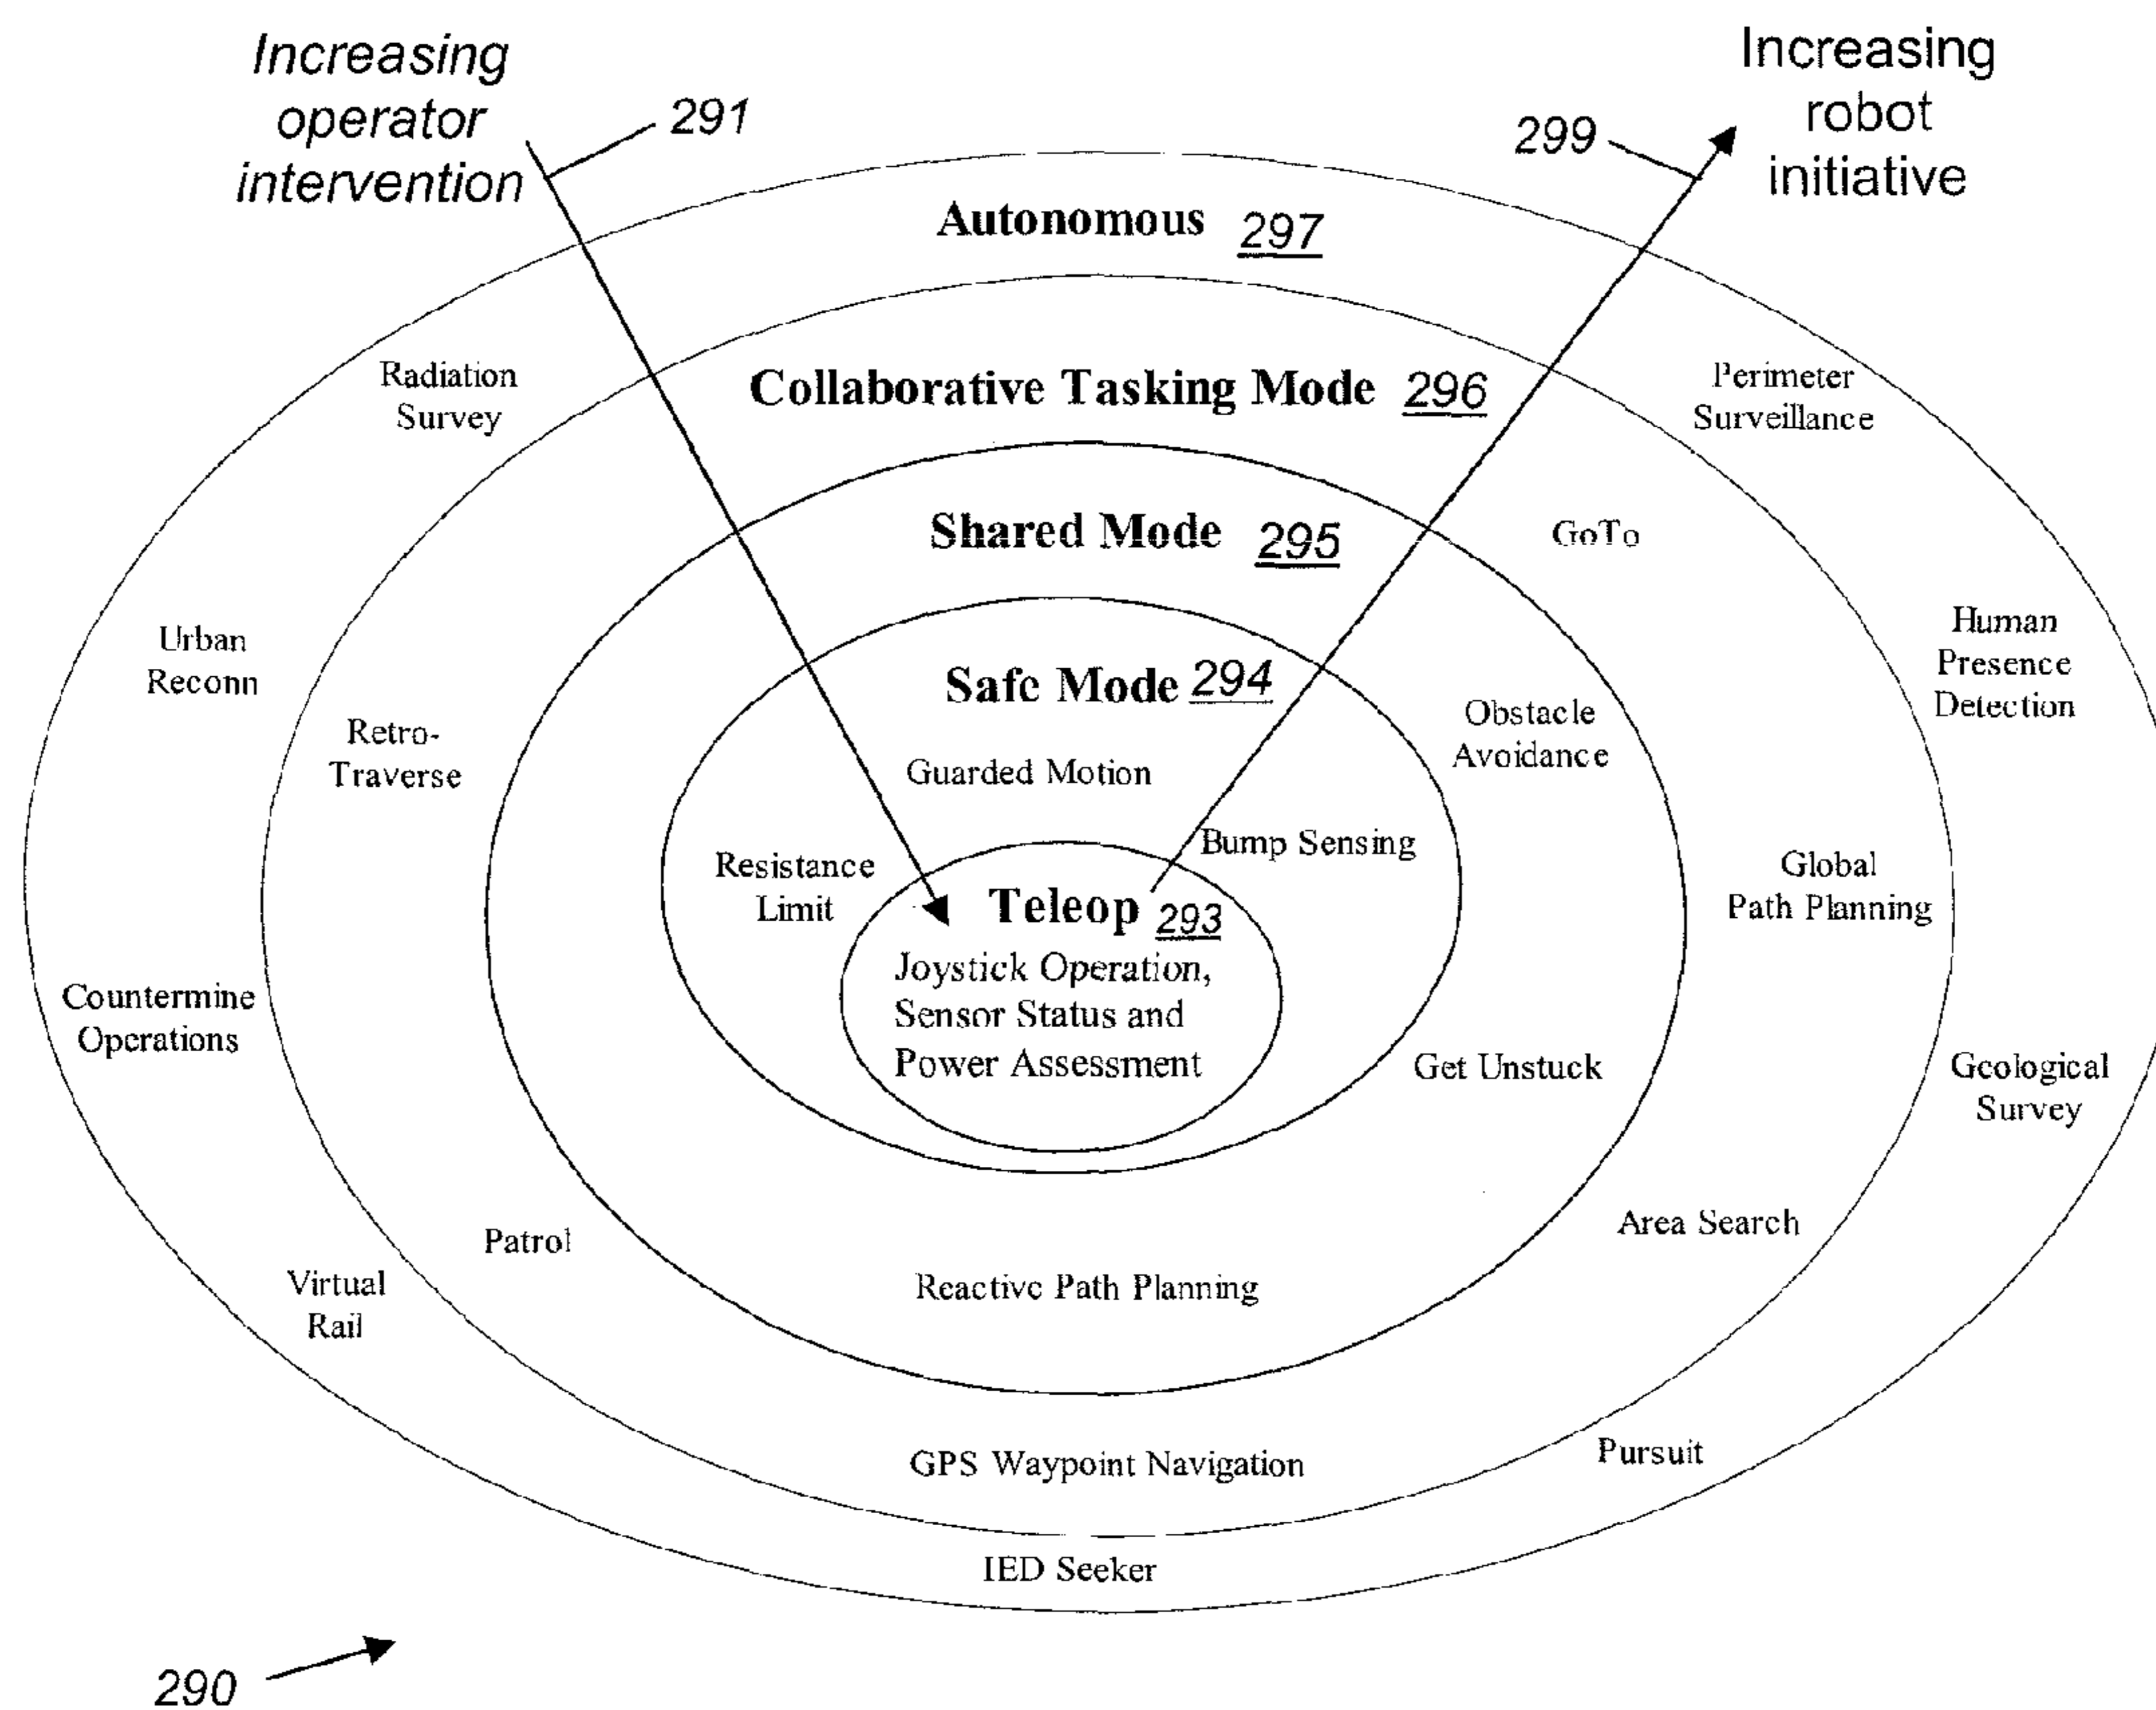 Increasing
operator
intervention
291
299
Increasing
robot
initiative
Autonomous 297
Radiation
Survey
Collaborative Tasking Mode 296
Perimeter
Surveillance
Shared Mode 295
GoTo
Urban
Reconn
Human
Presence
Detection
Safe Mode 294
Retro-
Traverse
Obstacle
Avoidance
Guarded Motion
Bump Sensing
Resistance
Limit
Global
Path Planning
Teleop 293
Joystick Operation,
Sensor Status and
Power Assessment
Countermine
Operations
Get Unstuck
Geological
Survey
Patrol
Area Search
Virtual
Rail
Reactive Path Planning
GPS Waypoint Navigation
Pursuit
IED Seeker
290